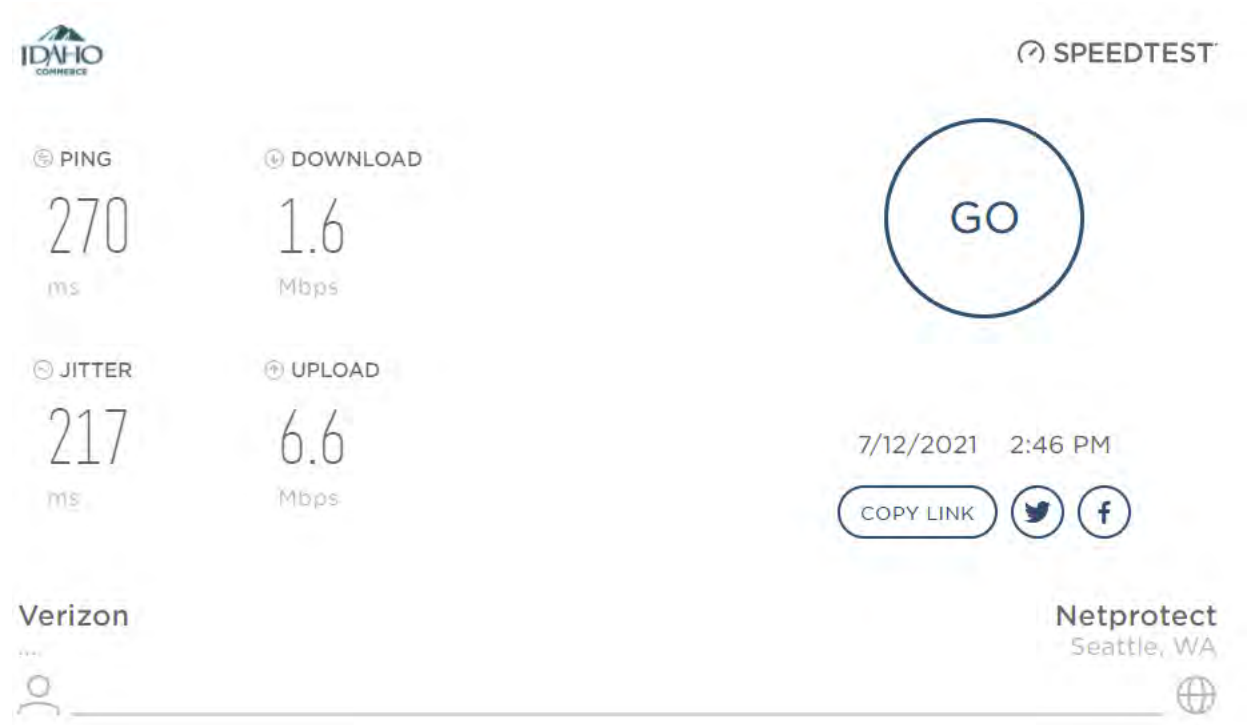 IDAHO
COMMERCE
SPEEDTEST
PING
270
ms
DOWNLOAD
1.6
Mbps
GO
JITTER
217
ms
UPLOAD
6.6
Mbps
7/12/2021 2:46 PM
COPY LINK
Verizon
....
Netprotect
Seattle, WA